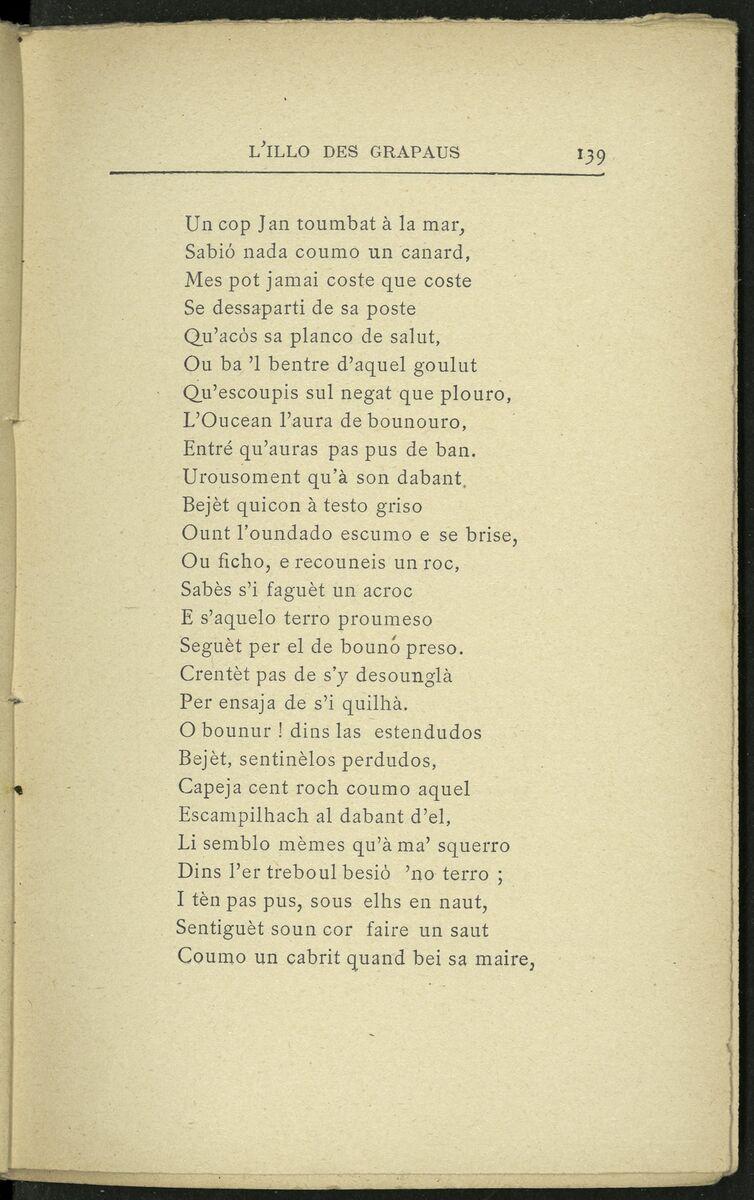 L'ILLO DES GRAPAUS 139
Un cop Jan toumbat à la mar,
Sabió nada coumo un canard,
Mes pot jamai coste que coste
Se dessaparti de sa poste
Qu'acòs sa planco de salut,
Ou ba 'l bentre d'aquel goulut
Qu'escoupis sul negat que plouro,
L'Oucean l'aura de bounouro,
Entré qu'auras pas pus de ban.
Urousoment qu'à son dabant
Bejèt quicon à testo griso
Ount l'oundado escumo e se brise,
Ou ficho, e recouneis un roc,
Sabès s'i faguèt un acroc
E s'aquelo terro proumeso
Seguèt per el de bounó preso.
Crentèt pas de s'y desounglà
Per ensaja de s'i quilhà.
O bounur ! dins las estendudos
Bejèt, sentinèlos perdudos,
Capeja cent roch coumo aquel
Escampilhach al dabant d'el,
Li semblo mèmes qu'à ma' squerro
Dins l'er treboul besiò 'no terro ;
I tèn pas pus, sous elhs en naut,
Sentiguèt soun cor faire un saut
Coumo un cabrit quand bei sa maire,